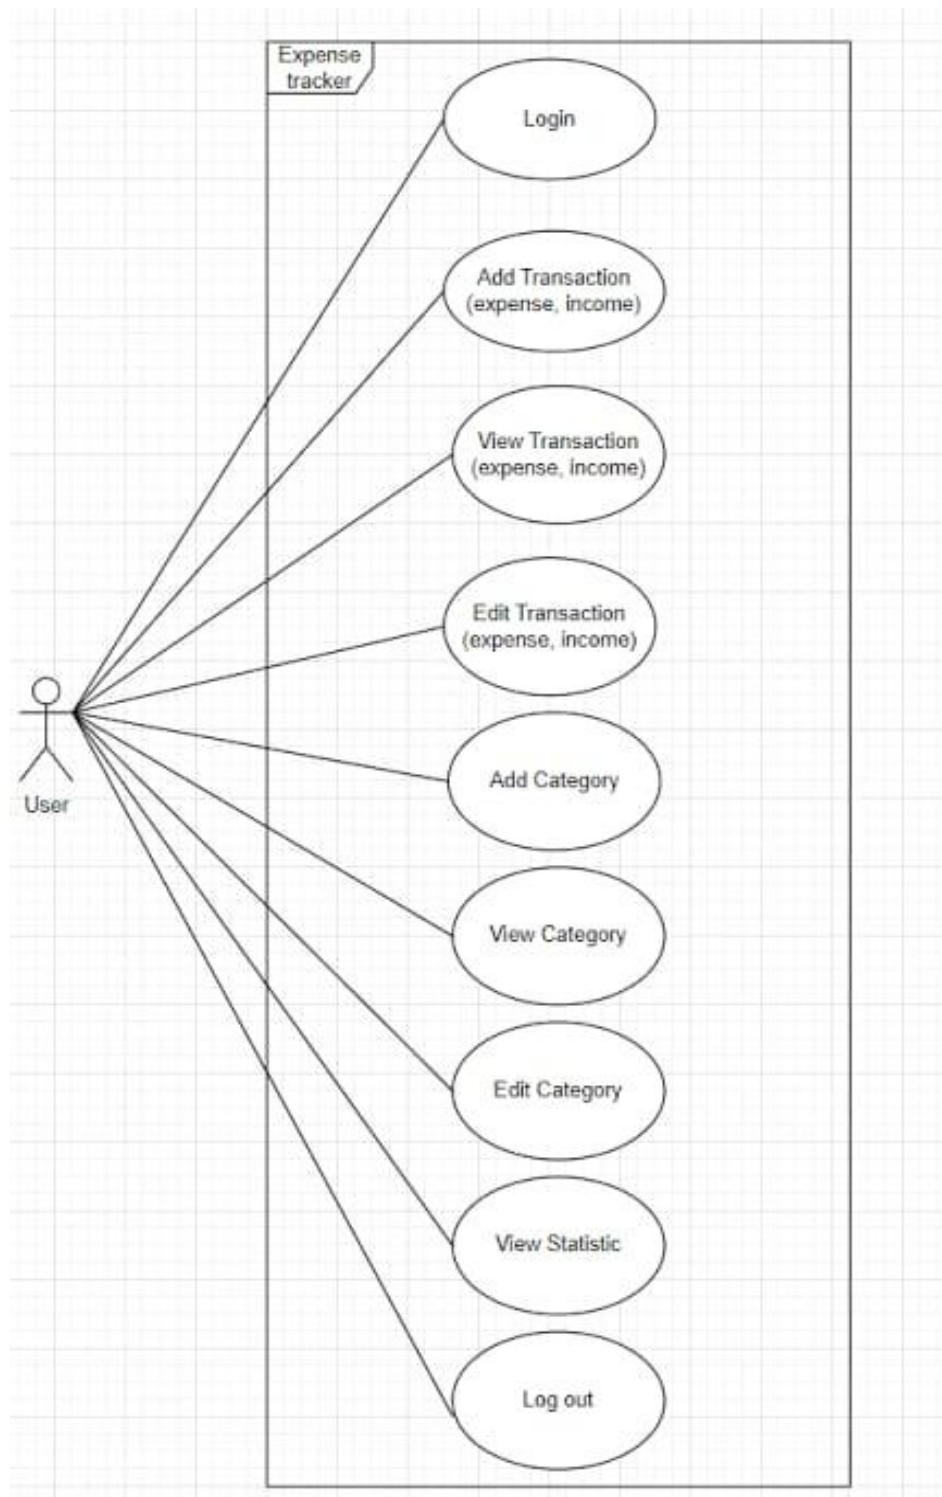 Expense
tracker
Login
Add Transaction
(expense, income)
View Transaction
(expense, income)
Edit Transaction
(expense, income)
User
Add Category
View Category
Edit Category
View Statistic
Log out